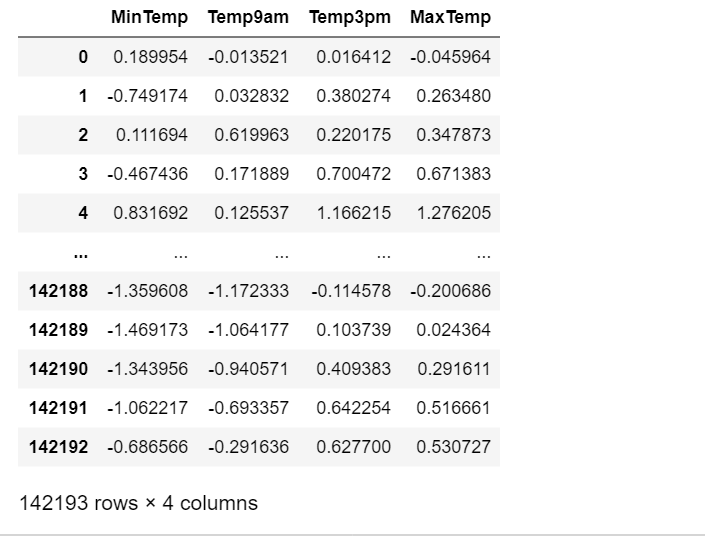 MinTemp Temp9am Temp3pm MaxTemp
0 0.189954 -0.013521 0.016412 -0.045964
1 -0.749174 0.032832 0.380274 0.263480
2 0.111694 0.619963 0.220175 0.347873
3 -0.467436 0.171889 0.700472 0.671383
4 0.831692 0.125537 1.166215 1.276205
... ... ... ... ...
142188 -1.359608 -1.172333 -0.114578 -0.200686
142189 -1.469173 -1.064177 0.103739 0.024364
142190 -1.343956 -0.940571 0.409383 0.291611
142191 -1.062217 -0.693357 0.642254 0.516661
142192 -0.686566 -0.291636 0.627700 0.530727
142193 rows × 4 columns